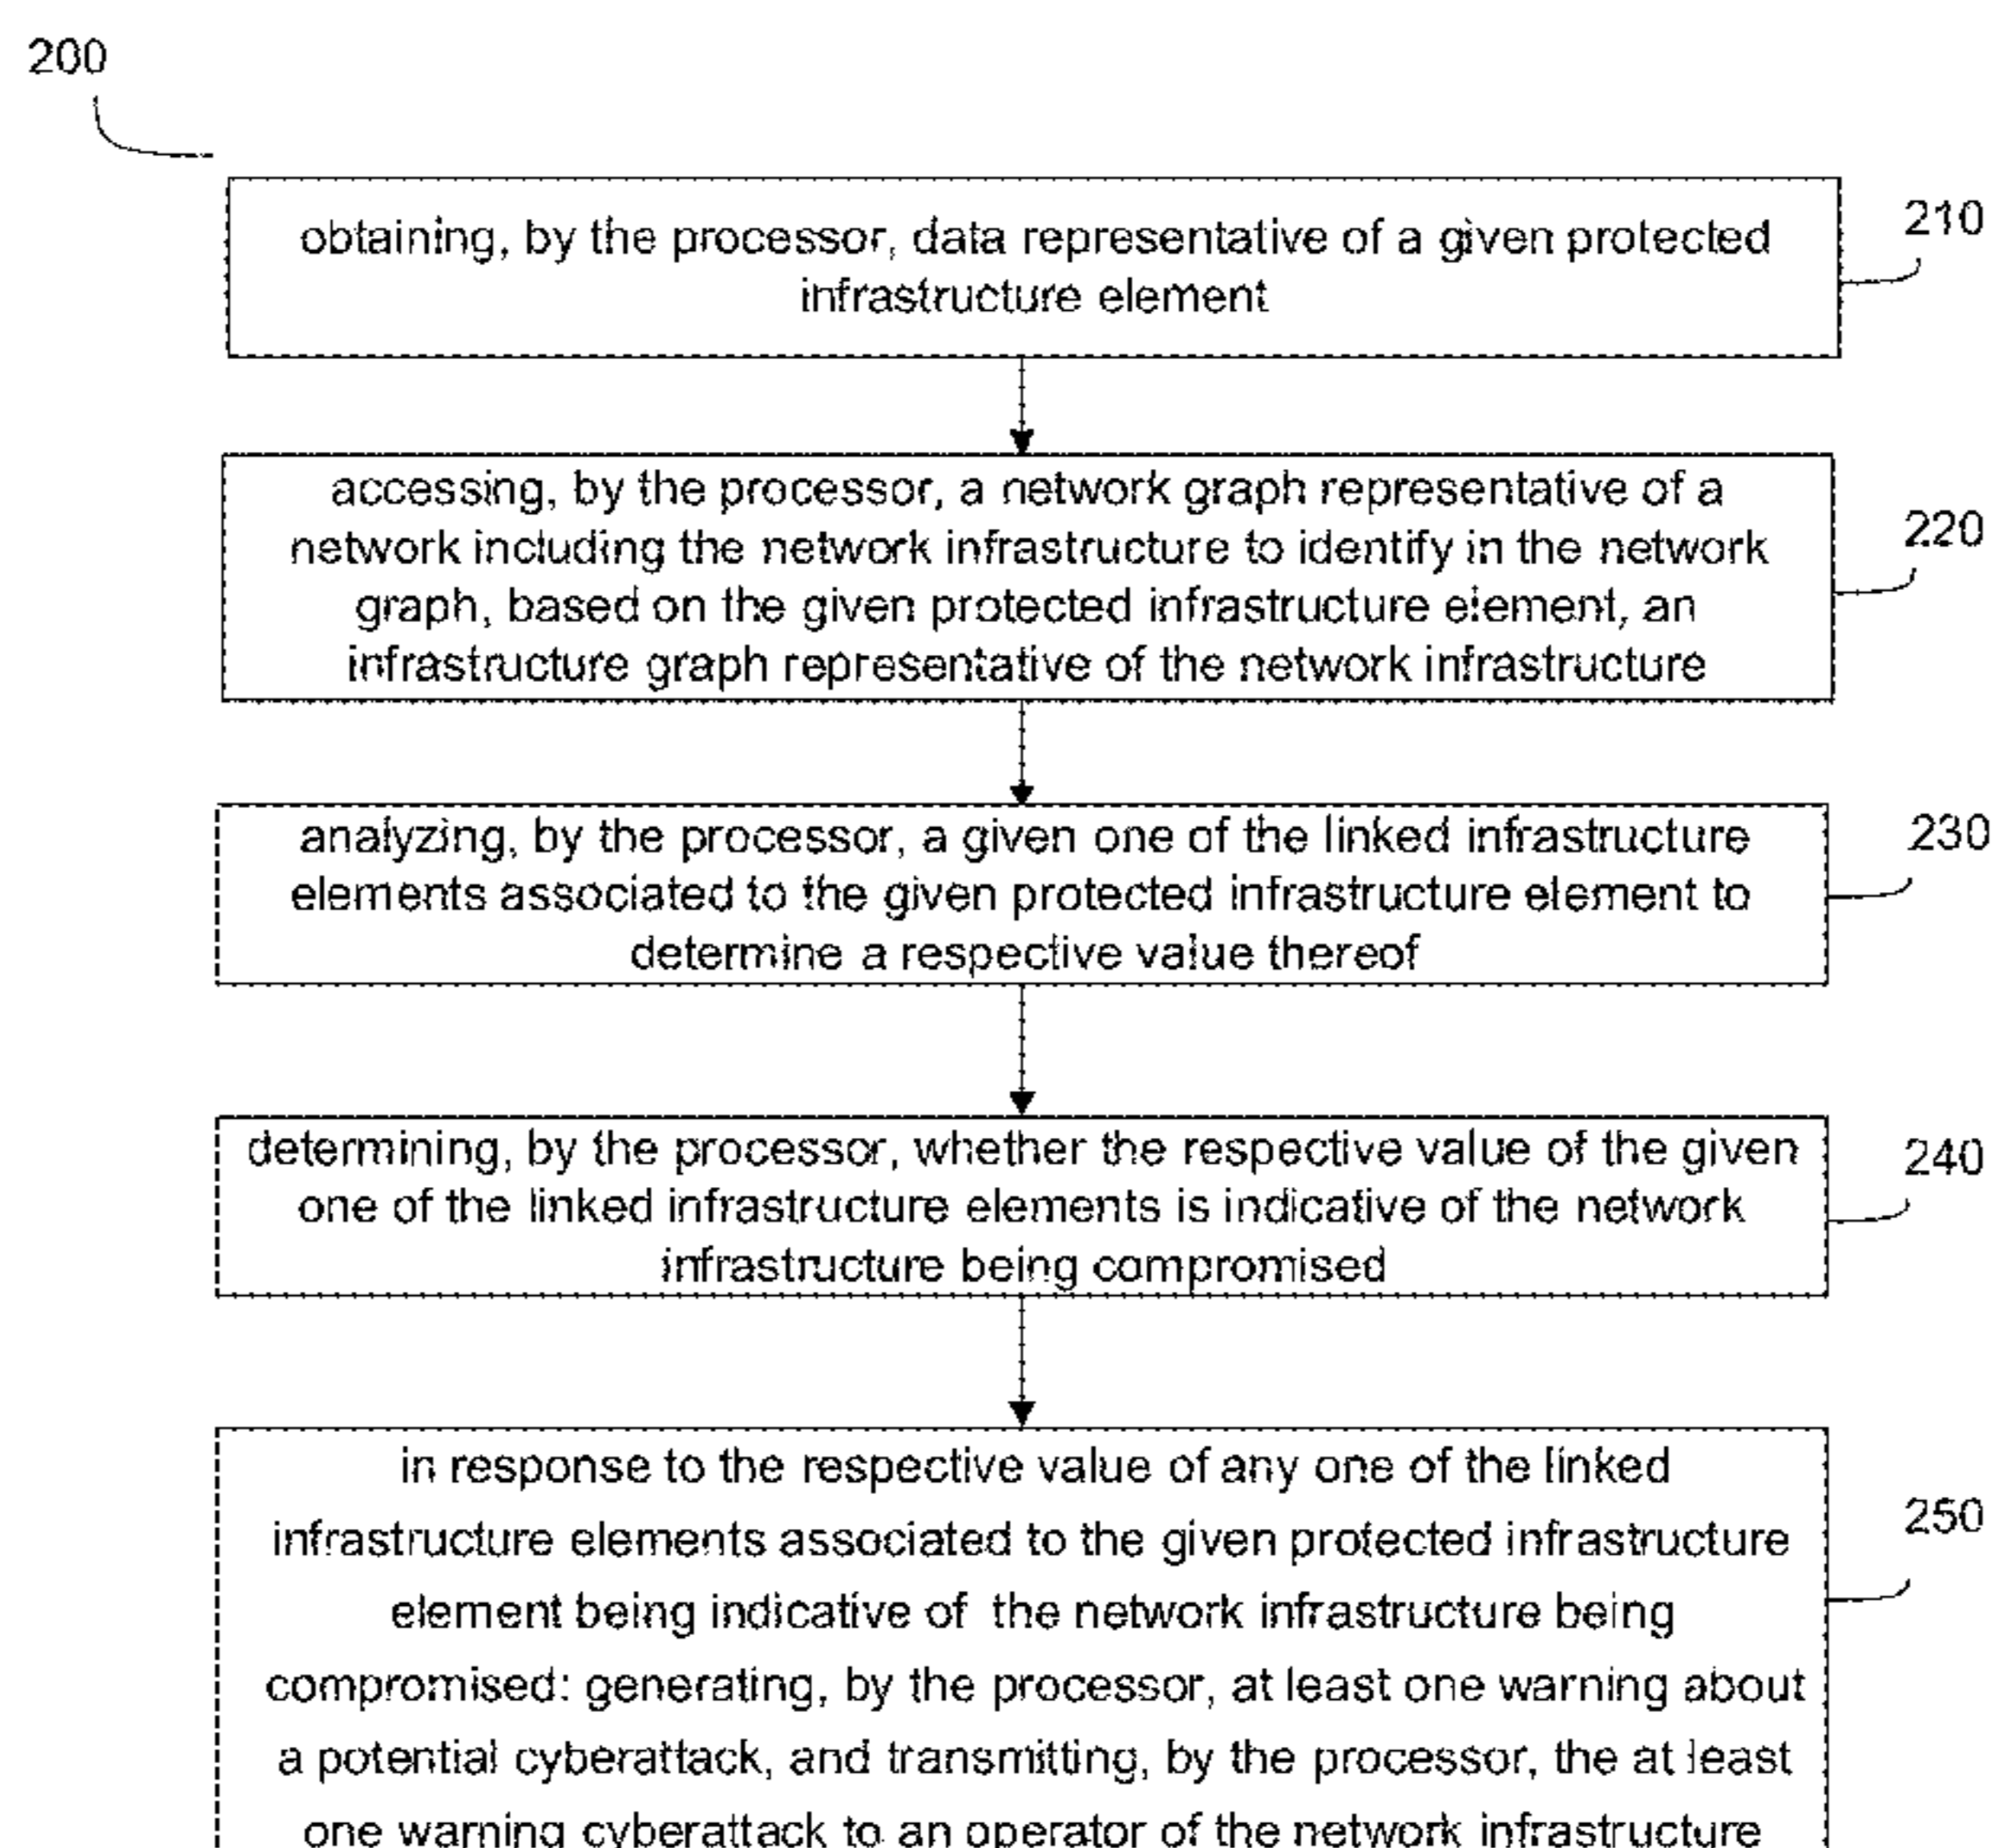 200
obtaining, by the processor, data representative of a given protected
infrastructure element
210
accessing, by the processor, a network graph representative of a
network including the network infrastructure to identify in the network
graph, based on the given protected infrastructure element, an
infrastructure graph representative of the network infrastructure
220
analyzing, by the processor, a given one of the linked infrastructure
elements associated to the given protected infrastructure element to
determine a respective value thereof
230
determining, by the processor, whether the respective value of the given
one of the linked infrastructure elements is indicative of the network
infrastructure being compromised
240
in response to the respective value of any one of the linked
infrastructure elements associated to the given protected infrastructure
element being indicative of the network infrastructure being
compromised: generating, by the processor, at least one warning about
a potential cyberattack, and transmitting, by the processor, the at least
one warning cyberattack to an operator of the network infrastructure
250